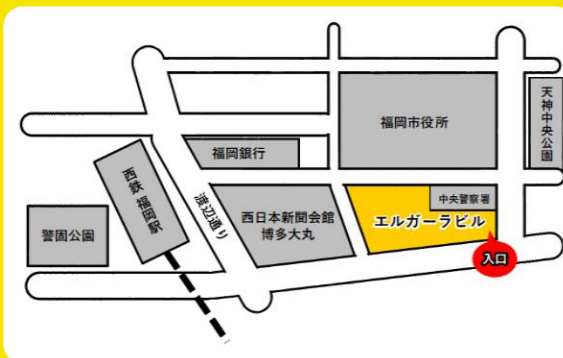 福岡市役所
天神中央公園
福岡銀行
西鉄 福岡駅
渡辺通り
中央警察署
西日本新聞会館
博多大丸
エルガーラビル
警固公園
入口